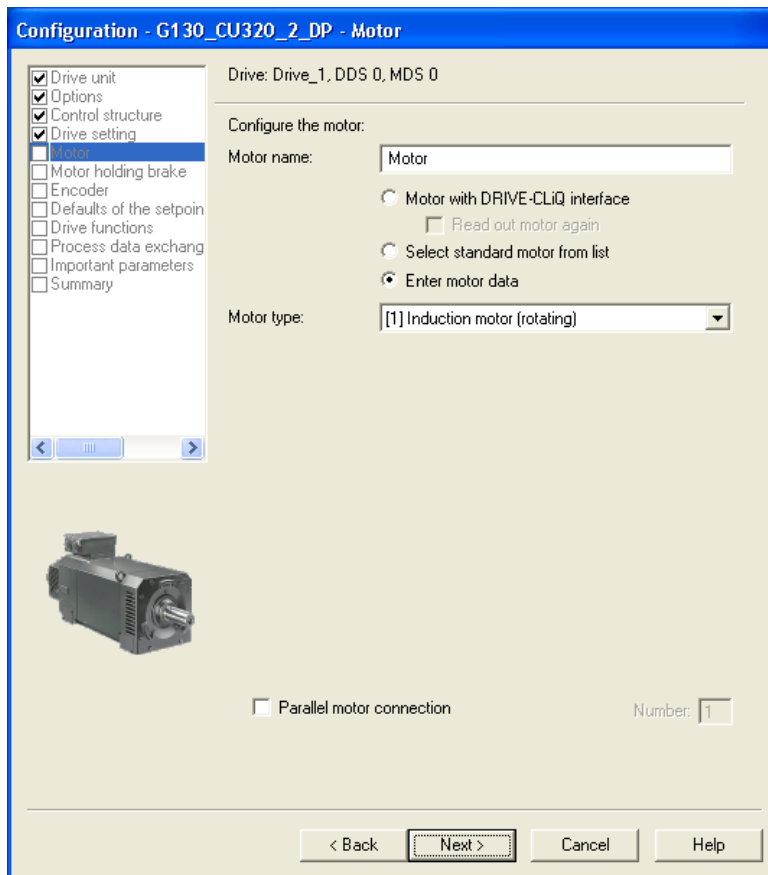 Configuration - G130_CU320_2_DP - Motor
Drive unit
Options
Control structure
Drive setting
Motor
Motor holding brake
Encoder
Defaults of the setpoin
Drive functions
Process data exchang
Important parameters
Summary
Drive: Drive_1, DDS 0, MDS 0
Configure the motor:
Motor name: Motor
Motor with DRIVE-CLiQ interface
Read out motor again
Select standard motor from list
Enter motor data
Motor type: [1] Induction motor (rotating)
Parallel motor connection Number: 1
< Back Next > Cancel Help